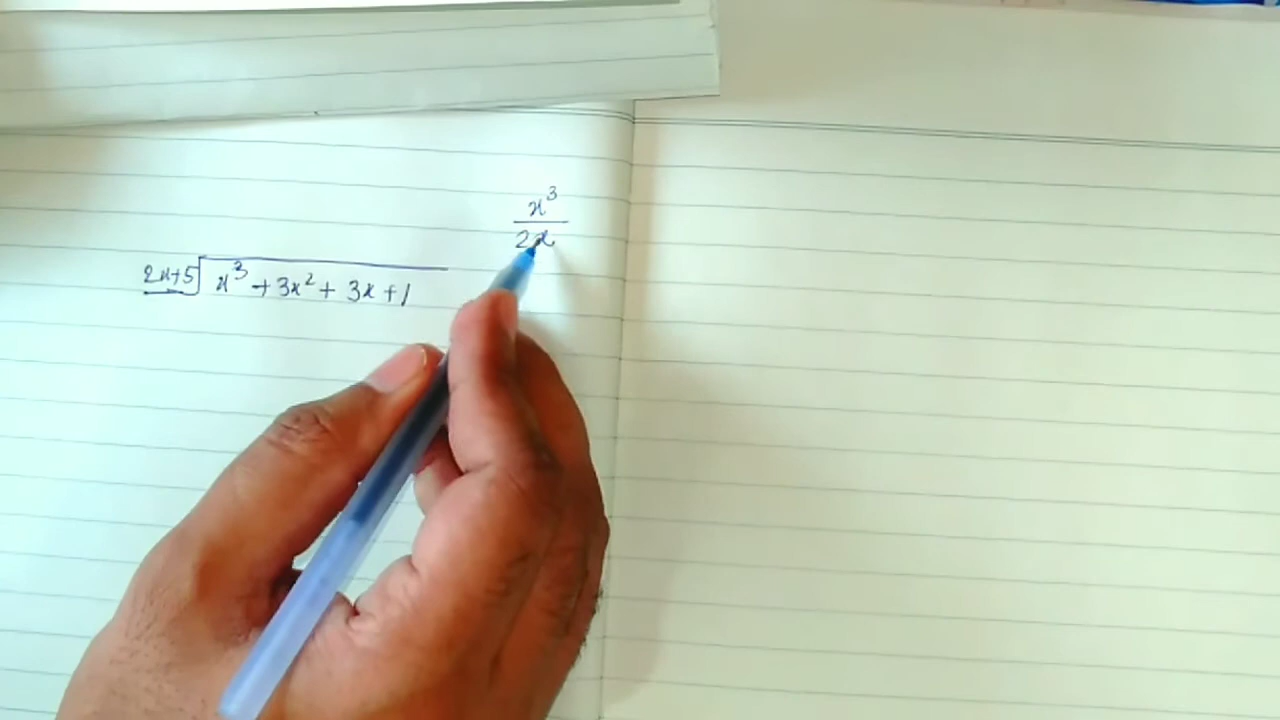 x³
2x
2x+5 x³ + 3x² + 3x + 1